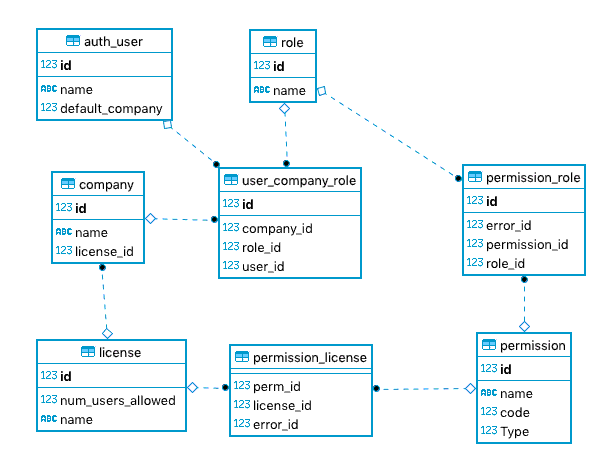 auth_user
123 id
ABC name
123 default_company
role
123 id
ABC name
company
123 id
ABC name
123 license_id
user_company_role
123 id
123 company_id
123 role_id
123 user_id
permission_role
123 id
123 error_id
123 permission_id
123 role_id
license
123 id
123 num_users_allowed
ABC name
permission_license
123 perm_id
123 license_id
123 error_id
permission
123 id
ABC name
123 code
123 Type